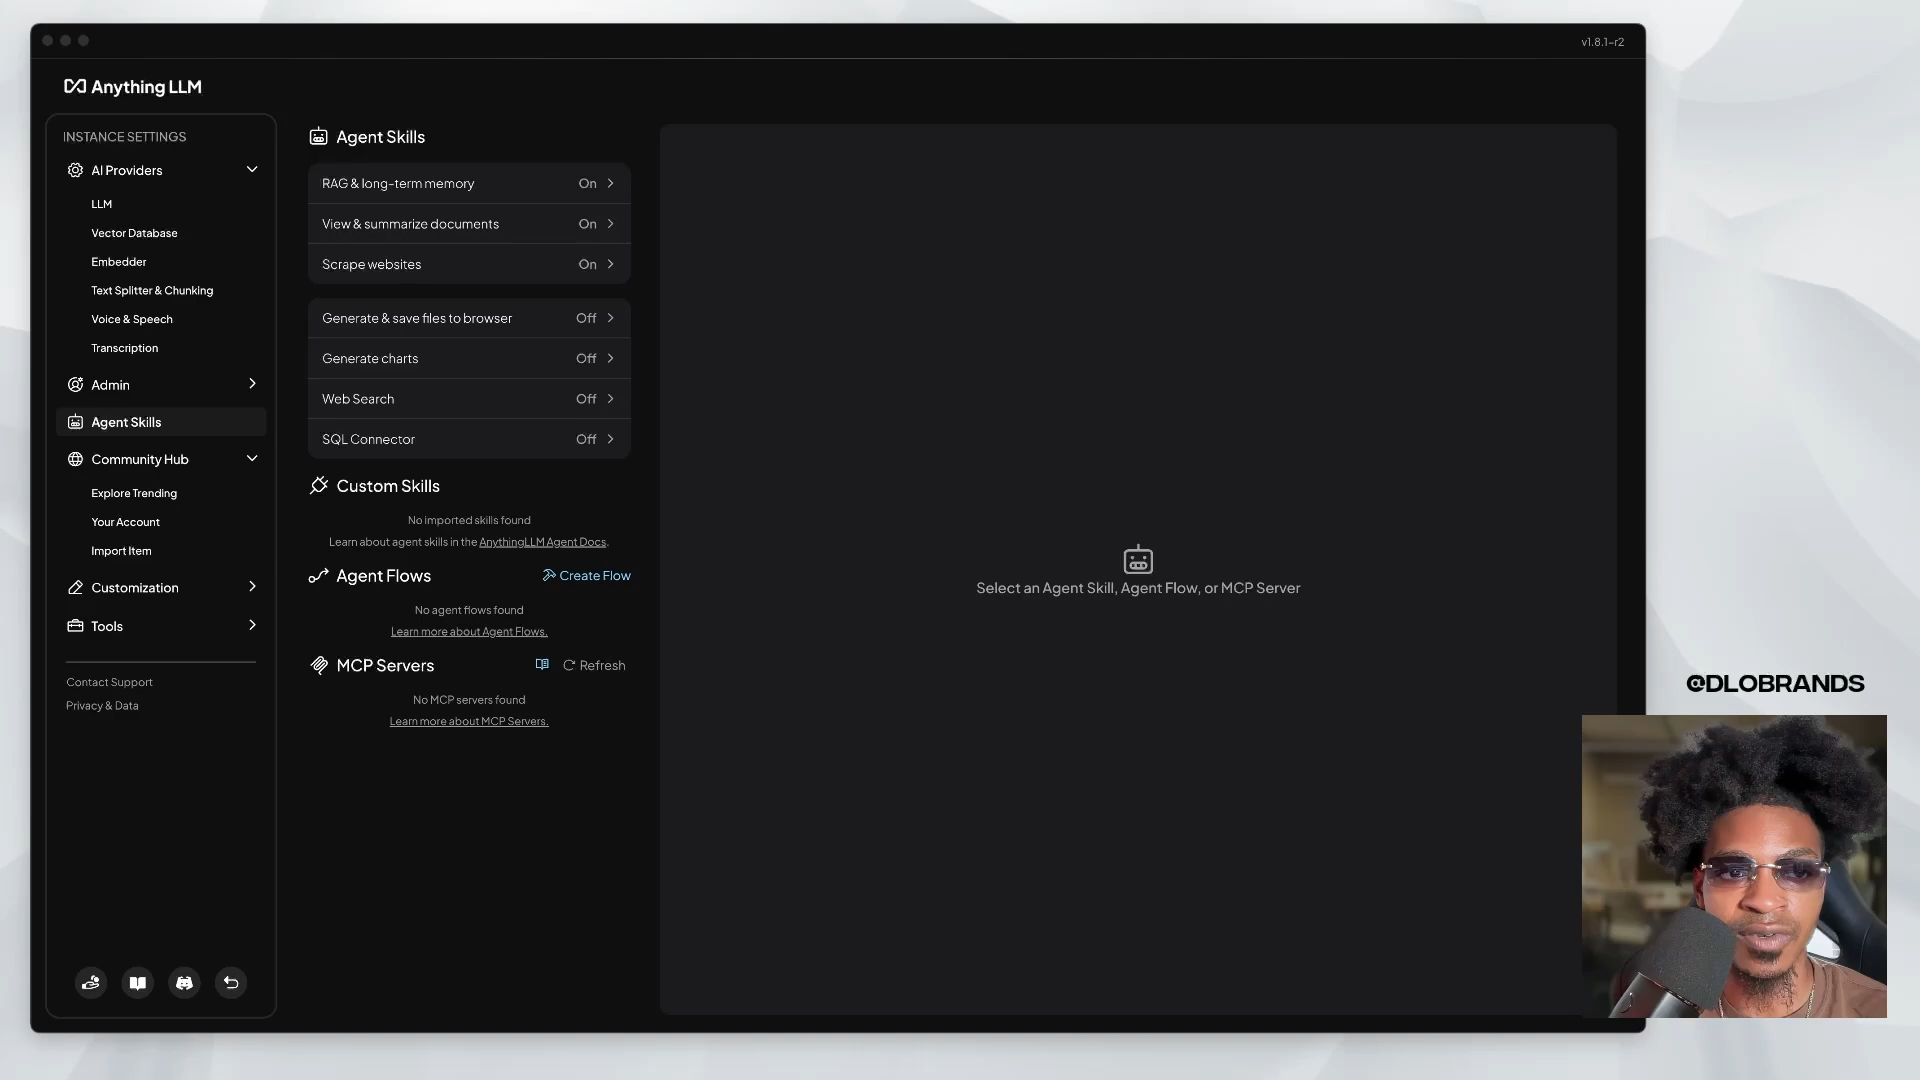 v1.8.1-r2
Anything LLM
INSTANCE SETTINGS
AI Providers
LLM
Vector Database
Embedder
Text Splitter & Chunking
Voice & Speech
Transcription
Admin
Agent Skills
Community Hub
Explore Trending
Your Account
Import Item
Customization
Tools
Contact Support
Privacy & Data
Agent Skills
RAG & long-term memory On
View & summarize documents On
Scrape websites On
Generate & save files to browser Off
Generate charts Off
Web Search Off
SQL Connector Off
Custom Skills
No imported skills found
Learn about agent skills in the AnythingLLM Agent Docs.
Agent Flows Create Flow
No agent flows found
Learn more about Agent Flows.
MCP Servers Refresh
No MCP servers found
Learn more about MCP Servers.
Select an Agent Skill, Agent Flow, or MCP Server
@DLOBRANDS